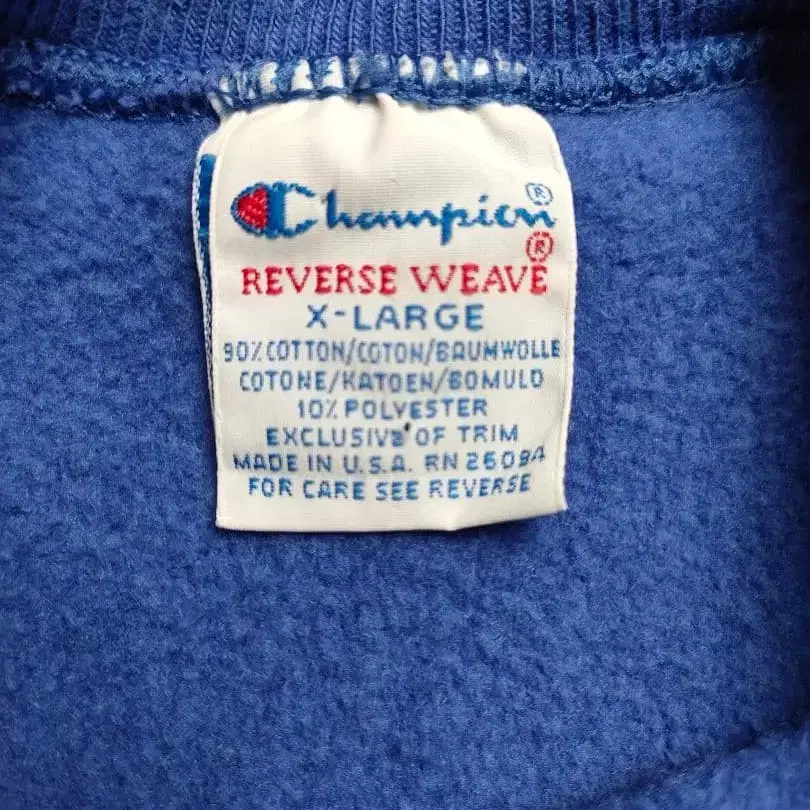 Champion®
REVERSE WEAVE®
X-LARGE
90% COTTON/COTON/BAUMWOLLE
COTONE/KATOEN/BOMULD
10% POLYESTER
EXCLUSIVE OF TRIM
MADE IN U.S.A. RN 26094
FOR CARE SEE REVERSE